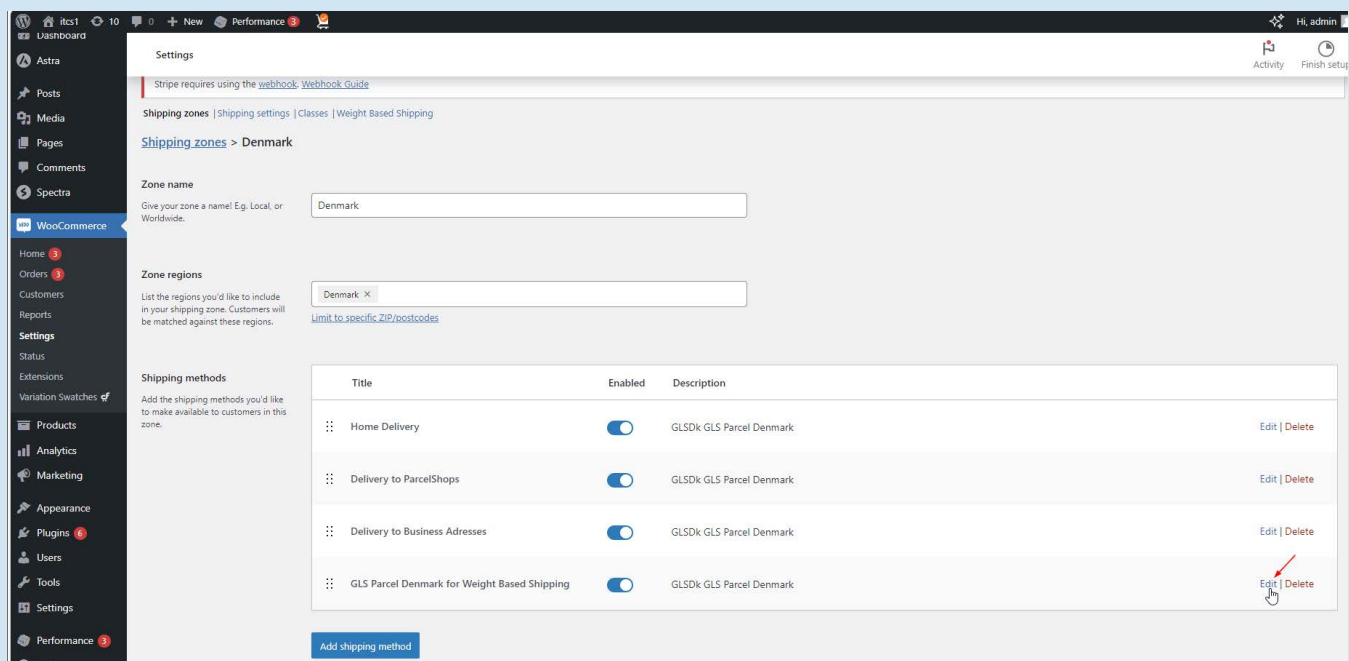 itcs1 10 0 + New Performance 3
Hi, admin
Dashboard
Astra
Posts
Media
Pages
Comments
Spectra
WooCommerce
Home 3
Orders 3
Customers
Reports
Settings
Status
Extensions
Variation Swatches
Products
Analytics
Marketing
Appearance
Plugins 6
Users
Tools
Settings
Performance 3
Settings
Activity
Finish setup
Stripe requires using the webhook. Webhook Guide
Shipping zones | Shipping settings | Classes | Weight Based Shipping
Shipping zones > Denmark
Zone name
Give your zone a name! E.g. Local, or
Worldwide.
Denmark
Zone regions
List the regions you'd like to include
in your shipping zone. Customers will
be matched against these regions.
Denmark ×
Limit to specific ZIP/postcodes
Shipping methods
Add the shipping methods you'd like
to make available to customers in this
zone.
Title Enabled Description
Home Delivery GLSDk GLS Parcel Denmark Edit | Delete
Delivery to ParcelShops GLSDk GLS Parcel Denmark Edit | Delete
Delivery to Business Adresses GLSDk GLS Parcel Denmark Edit | Delete
GLS Parcel Denmark for Weight Based Shipping GLSDk GLS Parcel Denmark Edit | Delete
Add shipping method